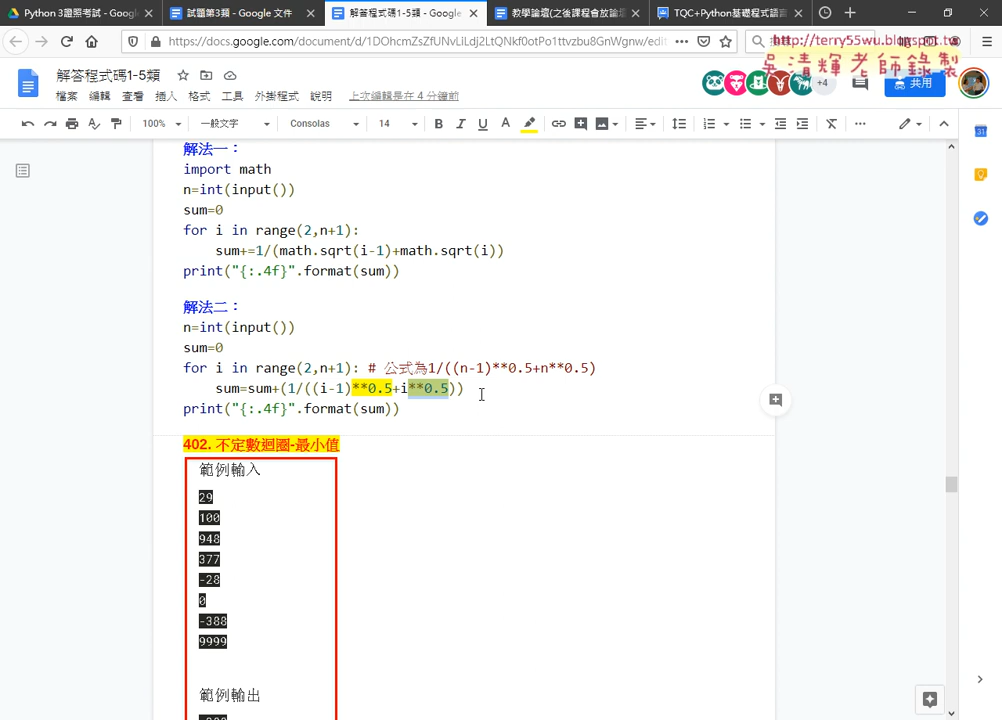 Python 3證照考試 - Googl
試題第3類 - Google 文件
解答程式碼1-5類 - Google
教學論壇(之後課程會放論壇
TQC+Python基礎程式語言
https://docs.google.com/document/d/1DOhcmZsZfUNvLiLdj2LtQNkf0otPo1ttvzbu8GnWgnw/edi
http://terry55wu.blogspot.tw
吳清輝老師錄製
解答程式碼1-5類
檔案 編輯 查看 插入 格式 工具 外掛程式 說明 上次編輯是在 4 分鐘前
+4
共用
100% 一般文字 Consolas 14 B I U A
31
解法一：
import math
n=int(input())
sum=0
for i in range(2,n+1):
sum+=1/(math.sqrt(i-1)+math.sqrt(i))
print("{:.4f}".format(sum))
解法二：
n=int(input())
sum=0
for i in range(2,n+1): # 公式為1/((n-1)**0.5+n**0.5)
sum=sum+(1/((i-1)**0.5+i**0.5))
print("{:.4f}".format(sum))
402. 不定數迴圈-最小值
範例輸入
29
100
948
377
-28
0
-388
9999
範例輸出